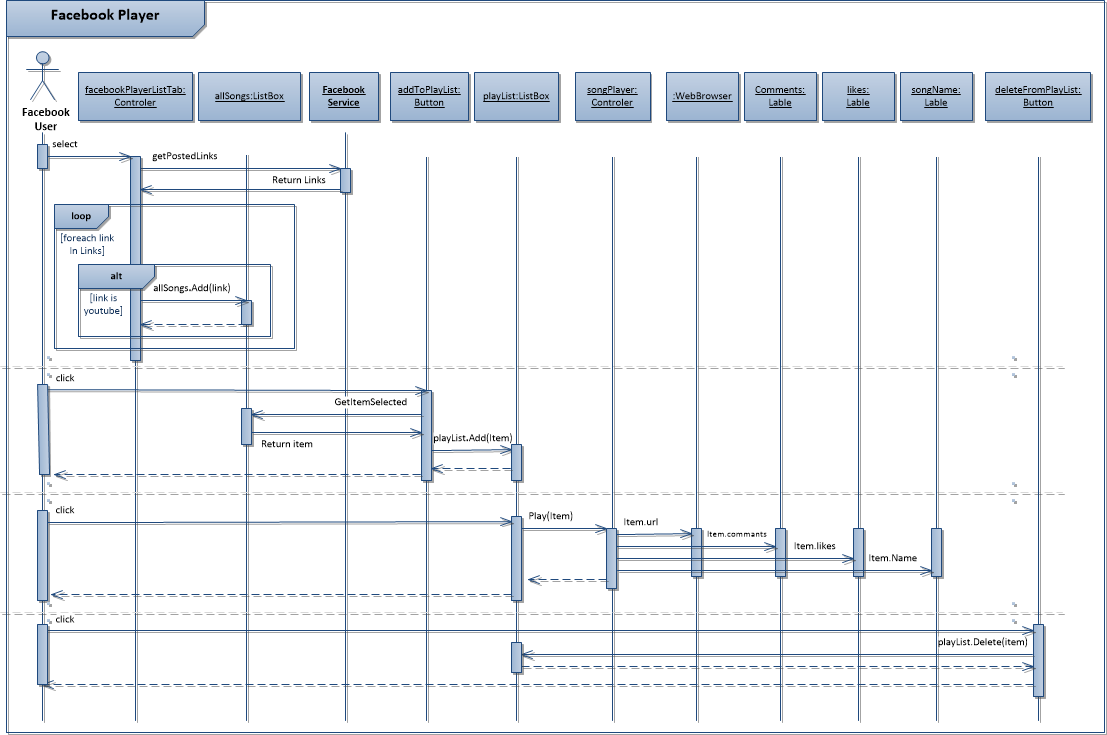 Facebook Player
Facebook
User
facebookPlayerListTab:
Controler
allSongs:ListBox
Facebook
Service
addToPlayList:
Button
playList:ListBox
songPlayer:
Controler
:WebBrowser
Comments:
Lable
likes:
Lable
songName:
Lable
deleteFromPlayList:
Button
select
getPostedLinks
Return Links
loop
[foreach link
In Links]
alt
[link is
youtube]
allSongs.Add(link)
click
GetItemSelected
Return item
playList.Add(Item)
click
Play(Item)
Item.url
Item.commants
Item.likes
Item.Name
click
playList.Delete(item)